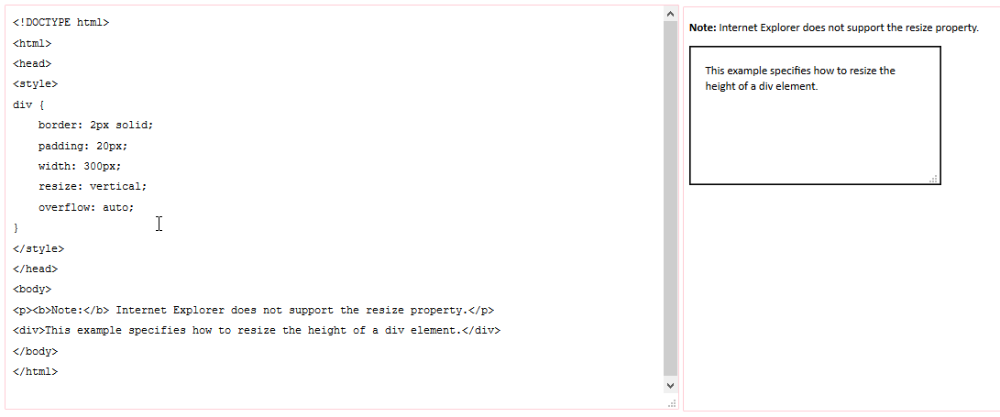 <!DOCTYPE html>
<html>
<head>
<style>
div {
    border: 2px solid;
    padding: 20px;
    width: 300px;
    resize: vertical;
    overflow: auto;
}
</style>
</head>
<body>
<p><b>Note:</b> Internet Explorer does not support the resize property.</p>
<div>This example specifies how to resize the height of a div element.</div>
</body>
</html>
Note: Internet Explorer does not support the resize property.
This example specifies how to resize the
height of a div element.